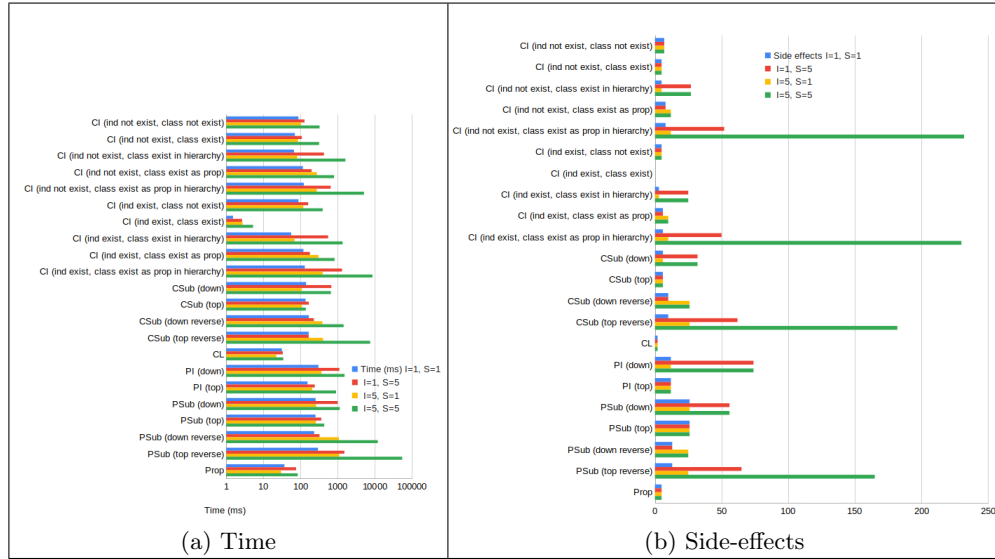 CI (ind not exist, class not exist)
CI (ind not exist, class exist)
CI (ind not exist, class exist in hierarchy)
CI (ind not exist, class exist as prop)
CI (ind not exist, class exist as prop in hierarchy)
CI (ind exist, class not exist)
CI (ind exist, class exist)
CI (ind exist, class exist in hierarchy)
CI (ind exist, class exist as prop)
CI (ind exist, class exist as prop in hierarchy)
CSub (down)
CSub (top)
CSub (down reverse)
CSub (top reverse)
CL
PI (down)
PI (top)
PSub (down)
PSub (top)
PSub (down reverse)
PSub (top reverse)
Prop
Time (ms) I=1, S=1
I=1, S=5
I=5, S=1
I=5, S=5
1 10 100 1000 10000 100000
Time (ms)
(a) Time
CI (ind not exist, class not exist)
CI (ind not exist, class exist)
CI (ind not exist, class exist in hierarchy)
CI (ind not exist, class exist as prop)
CI (ind not exist, class exist as prop in hierarchy)
CI (ind exist, class not exist)
CI (ind exist, class exist)
CI (ind exist, class exist in hierarchy)
CI (ind exist, class exist as prop)
CI (ind exist, class exist as prop in hierarchy)
CSub (down)
CSub (top)
CSub (down reverse)
CSub (top reverse)
CL
PI (down)
PI (top)
PSub (down)
PSub (top)
PSub (down reverse)
PSub (top reverse)
Prop
Side effects I=1, S=1
I=1, S=5
I=5, S=1
I=5, S=5
0 50 100 150 200 250
(b) Side-effects